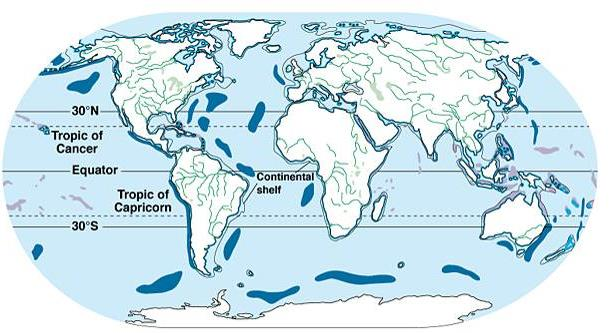 30°N
Tropic of
Cancer
Equator
Continental
shelf
Tropic of
Capricorn
30°S